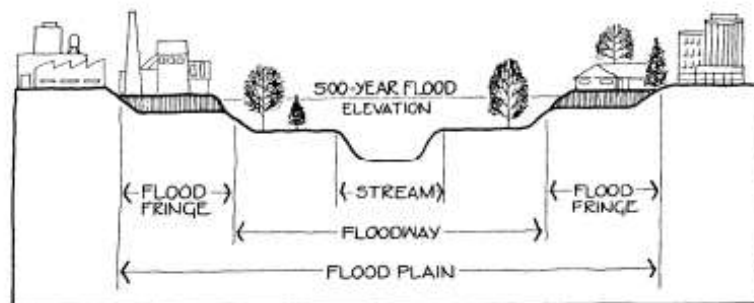 500-YEAR FLOOD
ELEVATION
FLOOD
FRINGE
STREAM
FLOOD
FRINGE
FLOODWAY
FLOOD PLAIN